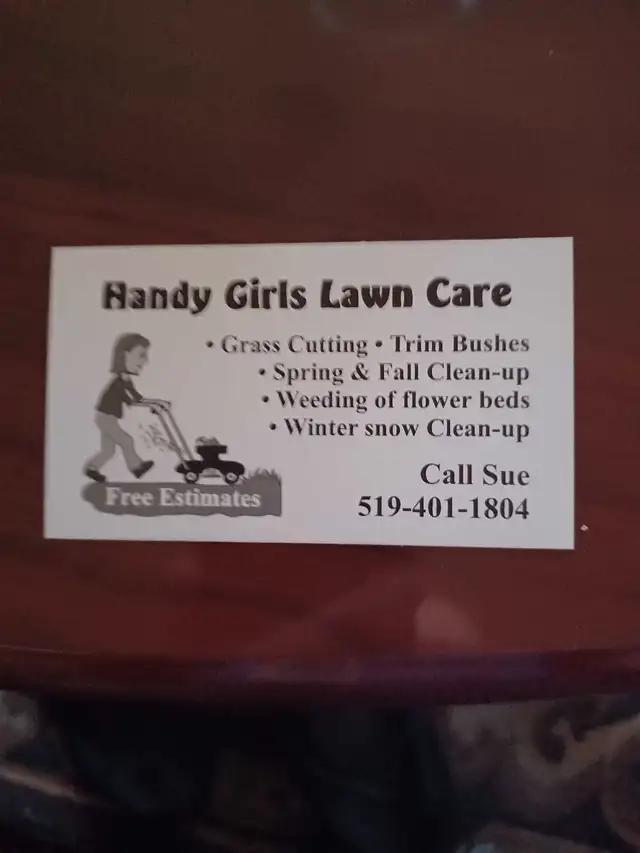 Handy Girls Lawn Care
• Grass Cutting • Trim Bushes
• Spring & Fall Clean-up
• Weeding of flower beds
• Winter snow Clean-up
Free Estimates
Call Sue
519-401-1804